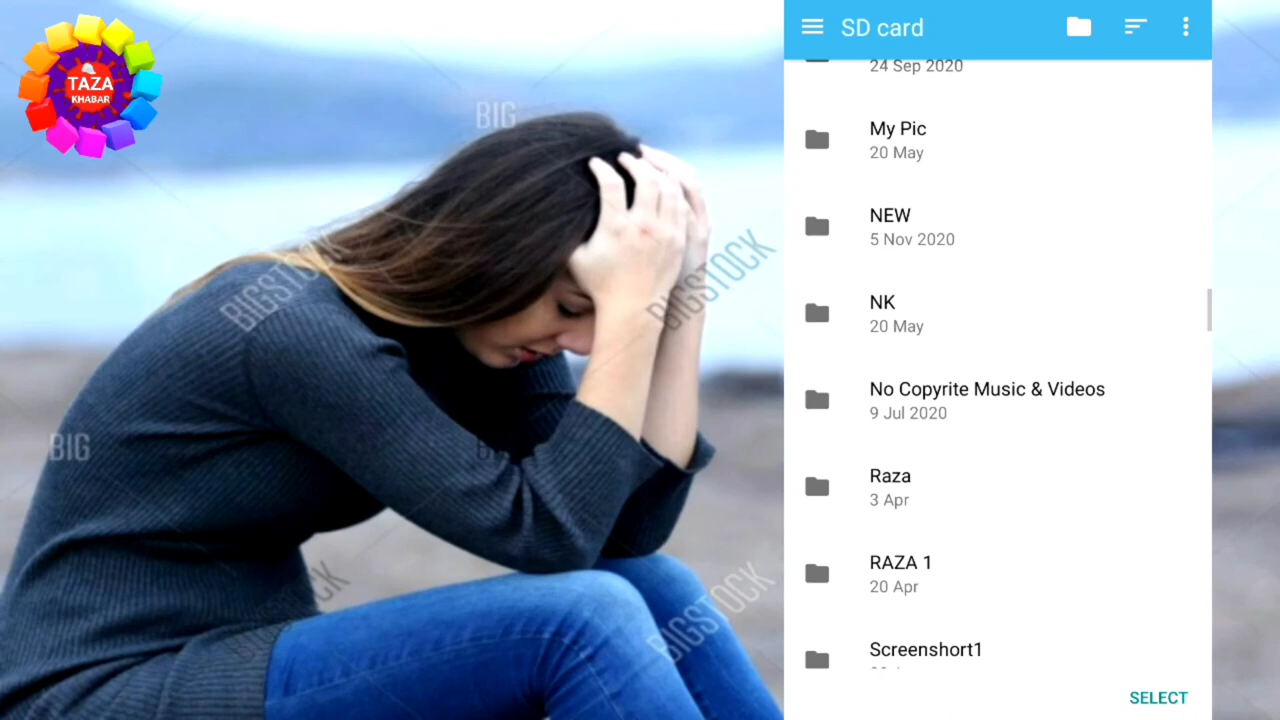 TAZA
KHABAR
BIG
BIGSTOCK
BIGSTOCK
BIG
BIGSTOCK
BIGSTOCK
SD card
24 Sep 2020
My Pic
20 May
NEW
5 Nov 2020
NK
20 May
No Copyrite Music & Videos
9 Jul 2020
Raza
3 Apr
RAZA 1
20 Apr
Screenshort1
SELECT